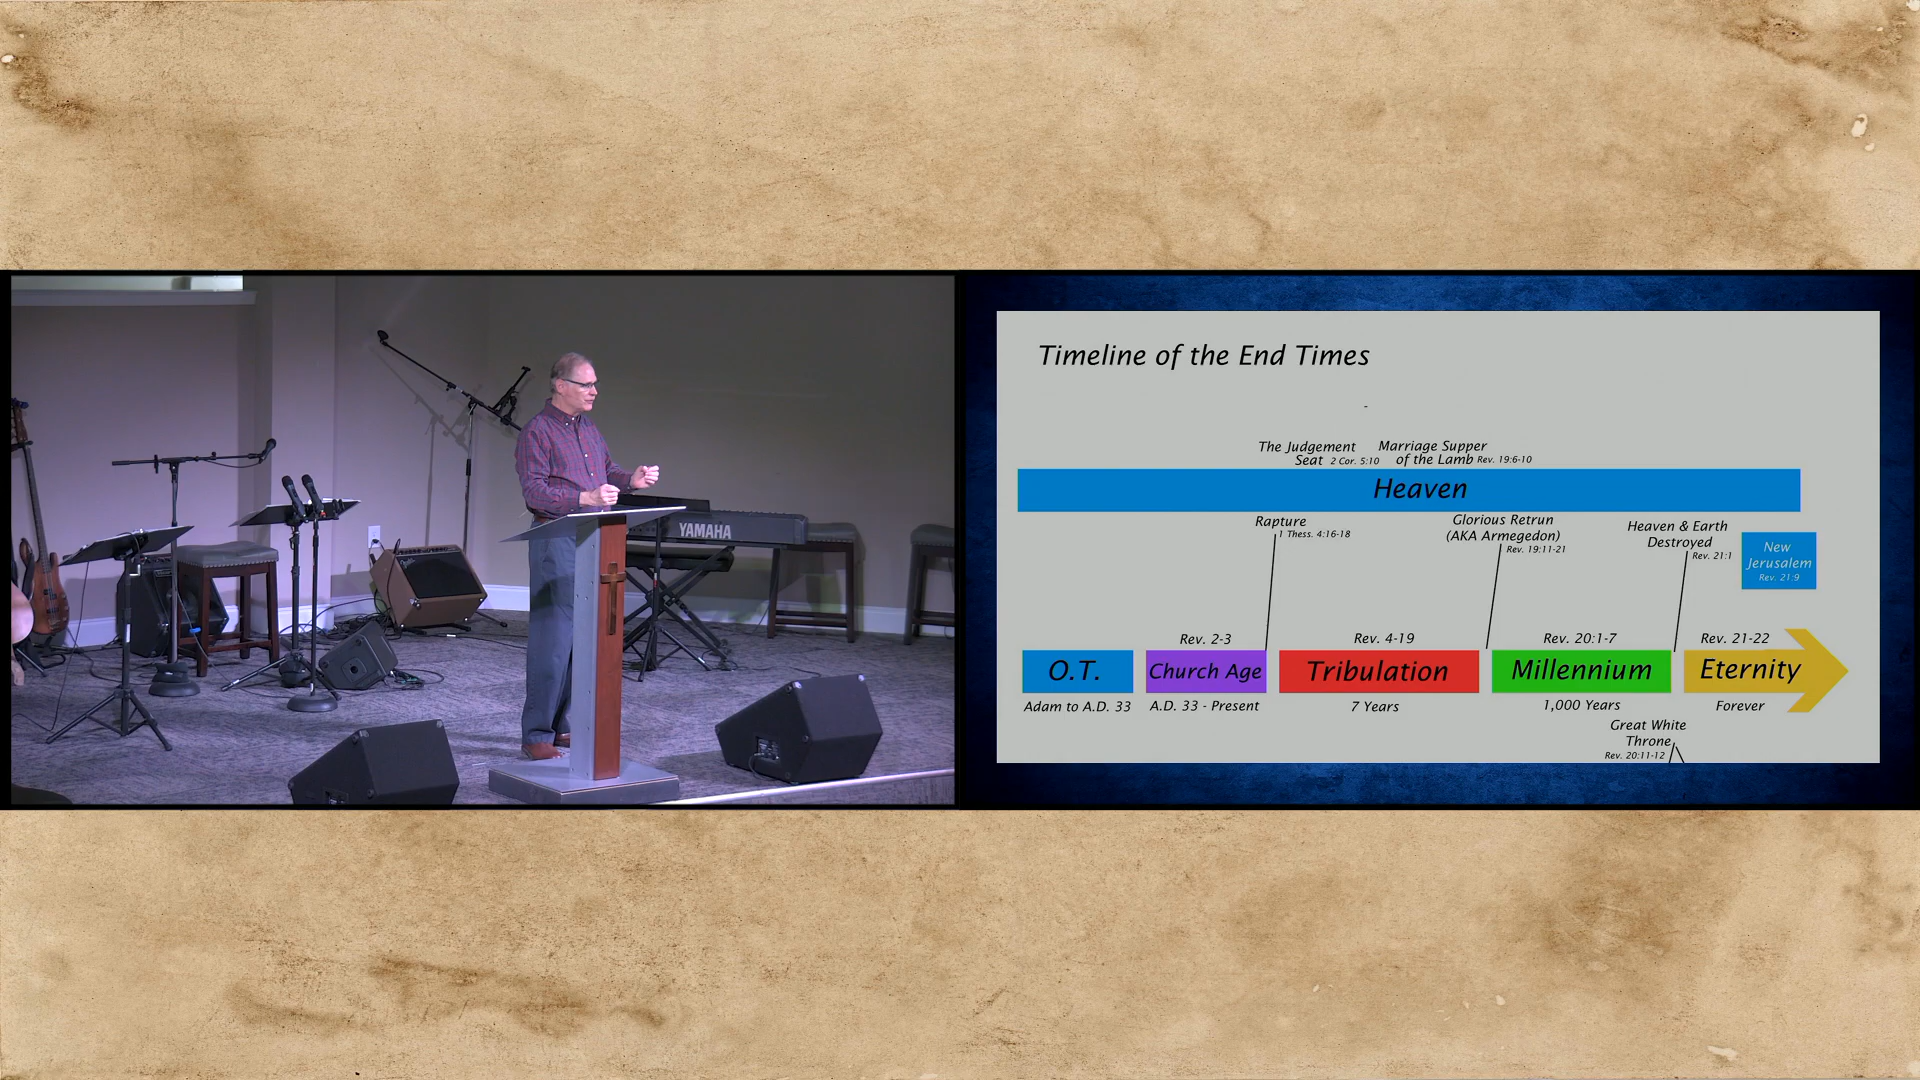 YAMAHA
Timeline of the End Times
-
The Judgement
Seat 2 Cor. 5:10
Marriage Supper
of the Lamb Rev. 19:6-10
Heaven
Rapture
1 Thess. 4:16-18
Glorious Retrun
(AKA Armegedon)
Rev. 19:11-21
Heaven & Earth
Destroyed
Rev. 21:1
New
Jerusalem
Rev. 21:9
Rev. 2-3
Rev. 4-19
Rev. 20:1-7
Rev. 21-22
O.T.
Church Age
Tribulation
Millennium
Eternity
Adam to A.D. 33
A.D. 33 - Present
7 Years
1,000 Years
Forever
Great White
Throne
Rev. 20:11-12